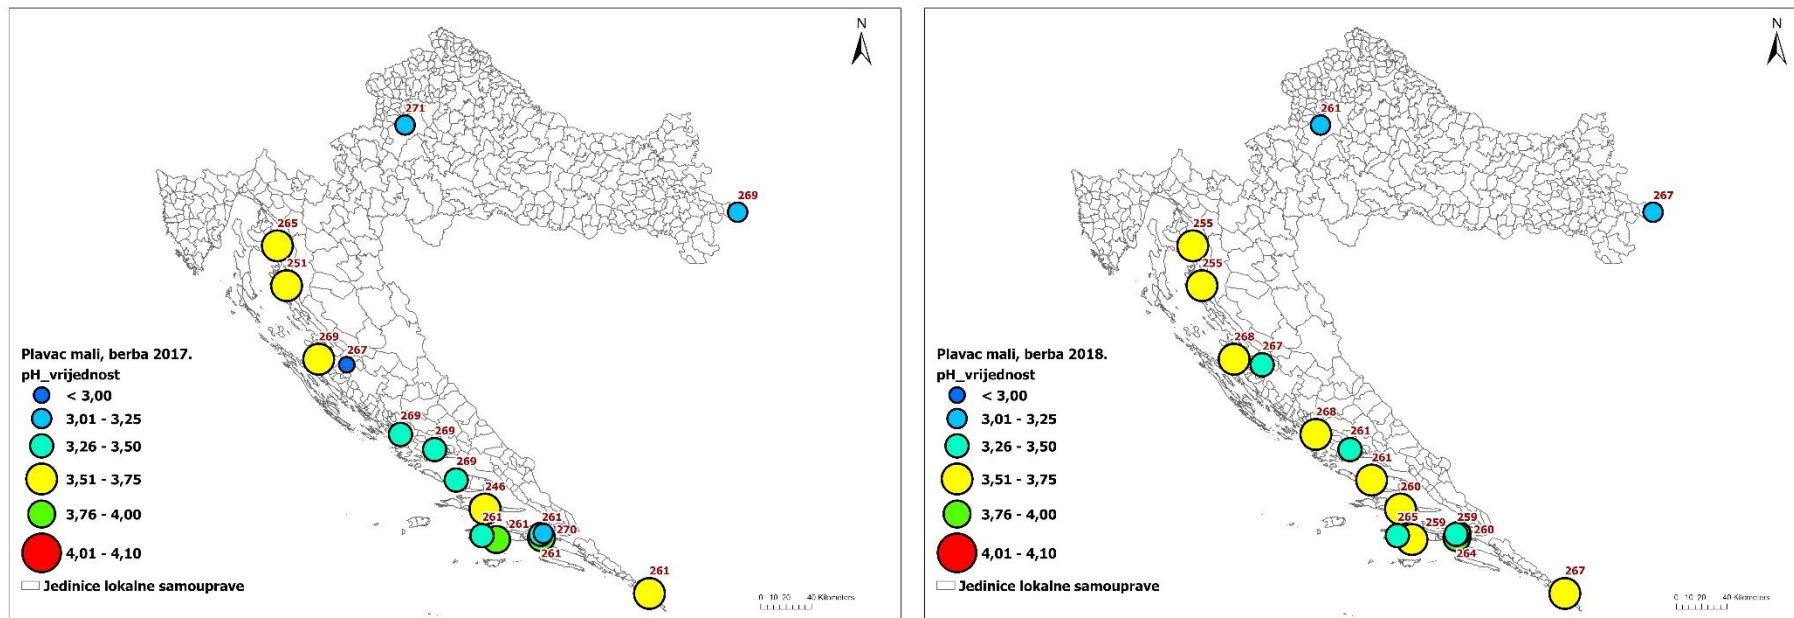 N
271
269
265
251
269
267
269
269
269
246
261
261
261
270
261
261
Plavac mali, berba 2017.
pH_vrijednost
< 3,00
3,01 - 3,25
3,26 - 3,50
3,51 - 3,75
3,76 - 4,00
4,01 - 4,10
Jedinice lokalne samouprave
0 10 20 40 Kilometers
N
261
267
255
255
268
267
268
261
261
260
265
259
259
260
264
267
Plavac mali, berba 2018.
pH_vrijednost
< 3,00
3,01 - 3,25
3,26 - 3,50
3,51 - 3,75
3,76 - 4,00
4,01 - 4,10
Jedinice lokalne samouprave
0 10 20 40 Kilometers